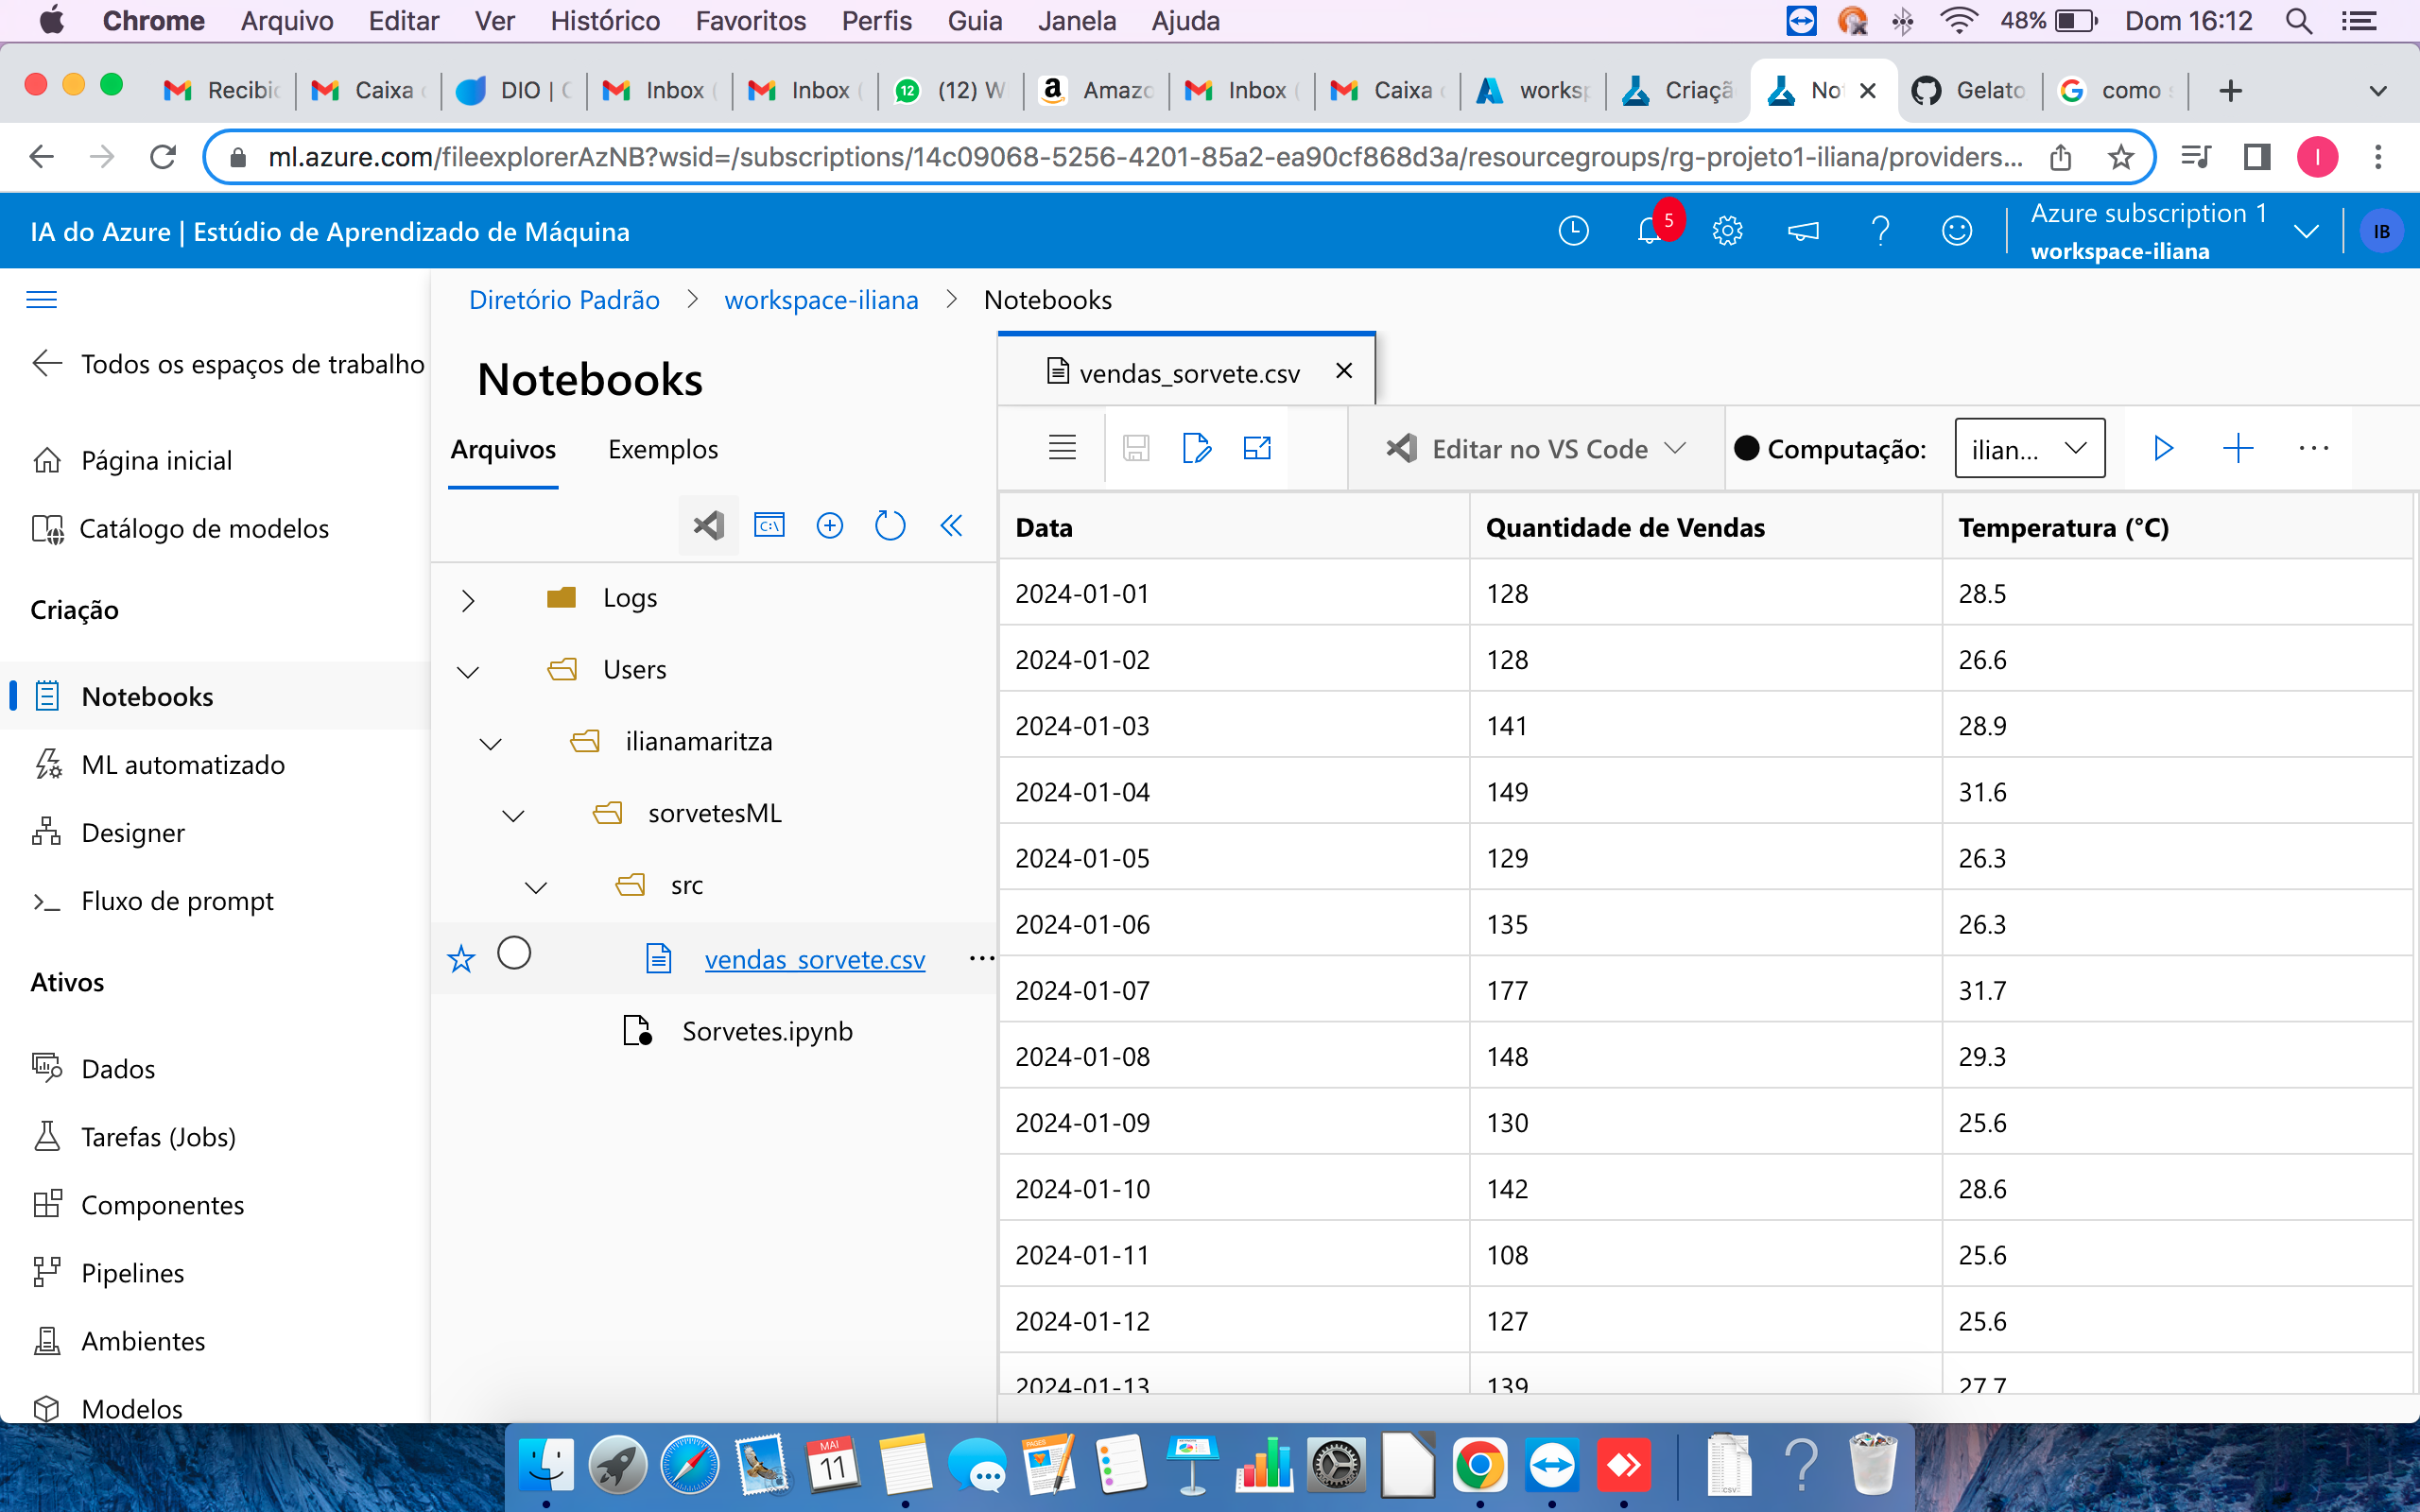 Chrome Arquivo Editar Ver Histórico Favoritos Perfis Guia Janela Ajuda 48% Dom 16:12
Recibi Caixa DIO | Inbox ( Inbox ( (12) W Amazo Inbox ( Caixa worksp Criaçã No Gelato como
ml.azure.com/fileexplorerAzNB?wsid=/subscriptions/14c09068-5256-4201-85a2-ea90cf868d3a/resourcegroups/rg-projeto1-iliana/providers...
IA do Azure | Estúdio de Aprendizado de Máquina
5
Azure subscription 1
workspace-iliana
IB
Diretório Padrão > workspace-iliana > Notebooks
Todos os espaços de trabalho
Página inicial
Catálogo de modelos
Criação
Notebooks
ML automatizado
Designer
Fluxo de prompt
Ativos
Dados
Tarefas (Jobs)
Componentes
Pipelines
Ambientes
Modelos
Notebooks
Arquivos Exemplos
Logs
Users
ilianamaritza
sorvetesML
src
vendas_sorvete.csv ...
Sorvetes.ipynb
vendas_sorvete.csv
Editar no VS Code Computação: ilian... ...
Data Quantidade de Vendas Temperatura (°C)
2024-01-01 128 28.5
2024-01-02 128 26.6
2024-01-03 141 28.9
2024-01-04 149 31.6
2024-01-05 129 26.3
2024-01-06 135 26.3
2024-01-07 177 31.7
2024-01-08 148 29.3
2024-01-09 130 25.6
2024-01-10 142 28.6
2024-01-11 108 25.6
2024-01-12 127 25.6
2024-01-13 139 27.7
MAI
11
PAGES
CSV